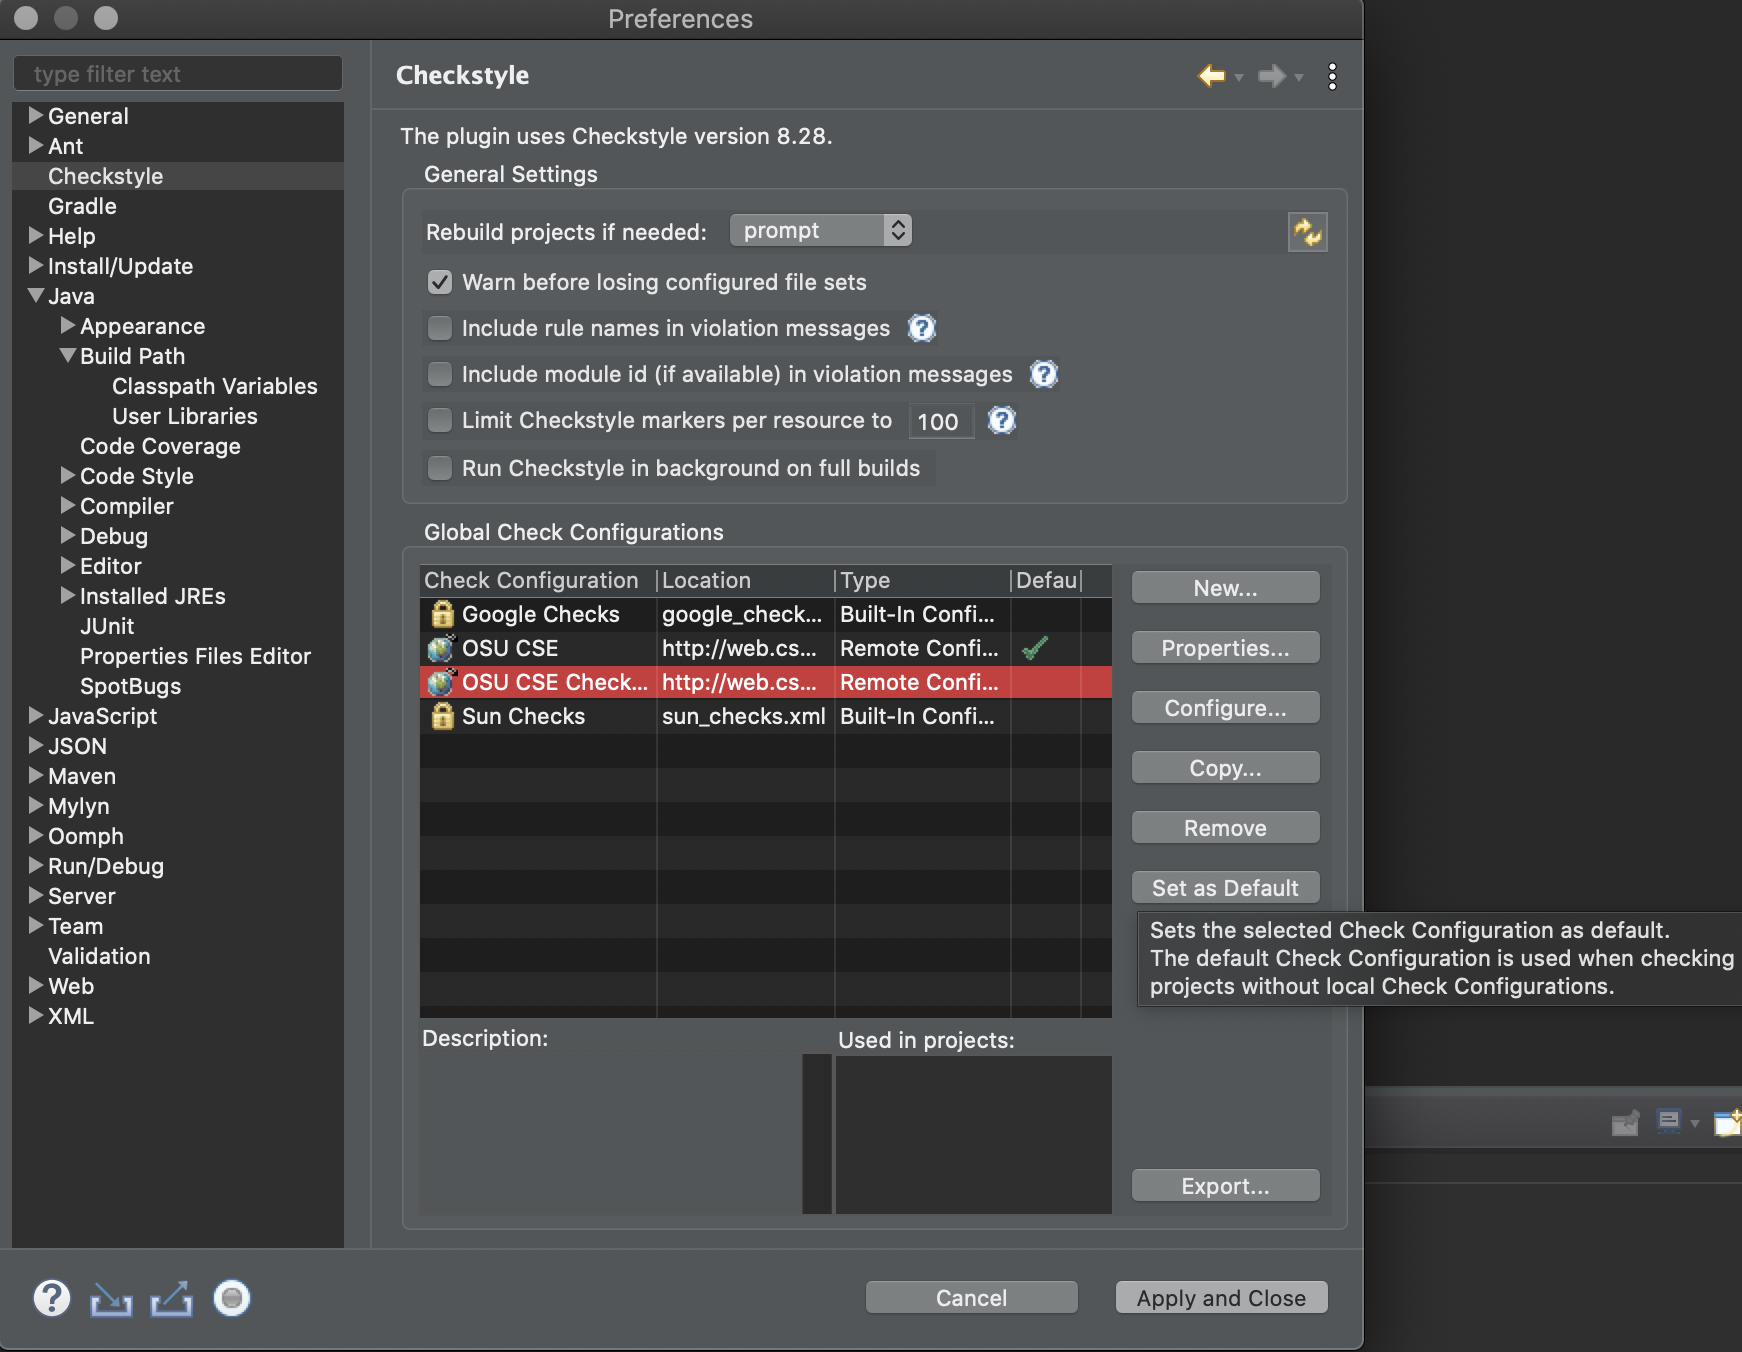 Preferences
type filter text
General
Ant
Checkstyle
Gradle
Help
Install/Update
Java
Appearance
Build Path
Classpath Variables
User Libraries
Code Coverage
Code Style
Compiler
Debug
Editor
Installed JREs
JUnit
Properties Files Editor
SpotBugs
JavaScript
JSON
Maven
Mylyn
Oomph
Run/Debug
Server
Team
Validation
Web
XML
Checkstyle
The plugin uses Checkstyle version 8.28.
General Settings
Rebuild projects if needed: prompt
Warn before losing configured file sets
Include rule names in violation messages
Include module id (if available) in violation messages
Limit Checkstyle markers per resource to 100
Run Checkstyle in background on full builds
Global Check Configurations
Check Configuration Location Type Defau
Google Checks google_check... Built-In Confi...
OSU CSE http://web.cs... Remote Confi...
OSU CSE Check... http://web.cs... Remote Confi...
Sun Checks sun_checks.xml Built-In Confi...
New...
Properties...
Configure...
Copy...
Remove
Set as Default
Sets the selected Check Configuration as default.
The default Check Configuration is used when checking
projects without local Check Configurations.
Description:
Used in projects:
Export...
Cancel
Apply and Close